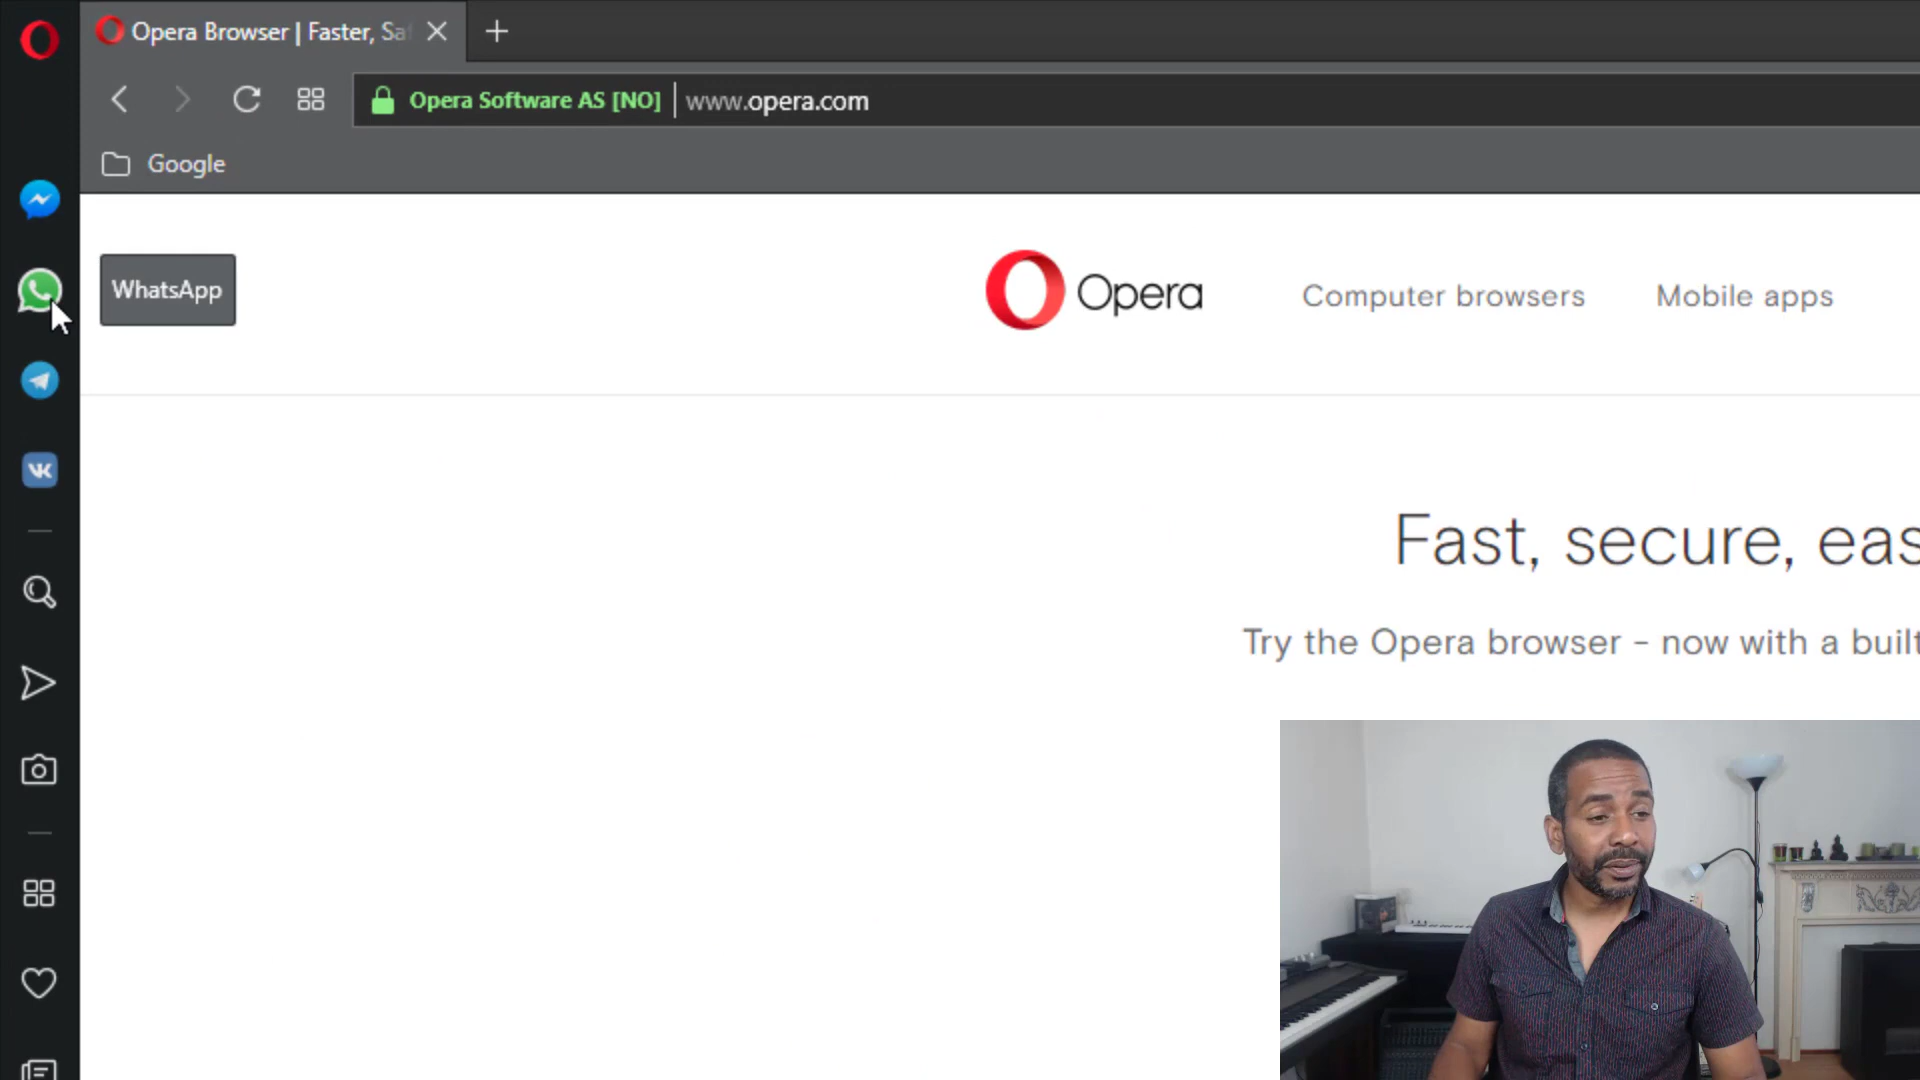 Opera Browser | Faster, Sa
Opera Software AS [NO] www.opera.com
Google
WhatsApp
Opera Computer browsers Mobile apps
Fast, secure, eas
Try the Opera browser - now with a built